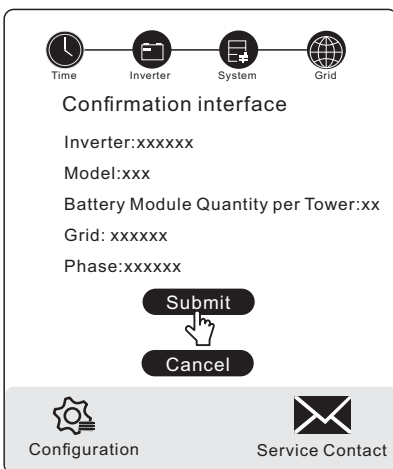 Time Inverter System Grid
Confirmation interface
Inverter:xxxxxx
Model:xxx
Battery Module Quantity per Tower:xx
Grid: xxxxxx
Phase:xxxxxx
Submit
Cancel
Configuration Service Contact